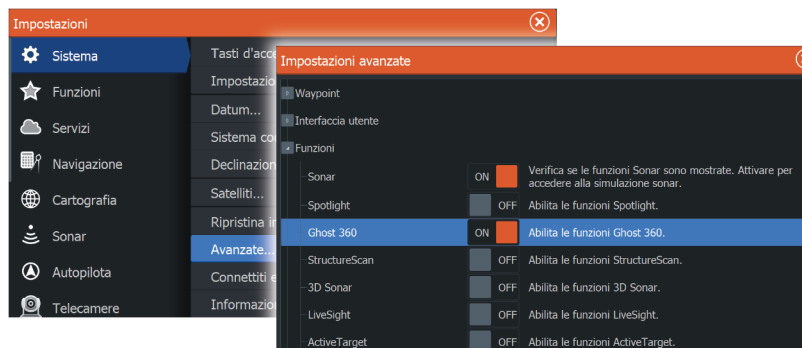 Impostazioni
Sistema
Funzioni
Servizi
Navigazione
Cartografia
Sonar
Autopilota
Telecamere
Tasti d'acce
Impostazio
Datum...
Sistema co
Declinazion
Satelliti...
Ripristina i
Avanzate...
Connettiti e
Informazio
Impostazioni avanzate
Waypoint
Interfaccia utente
Funzioni
Sonar ON Verifica se le funzioni Sonar sono mostrate. Attivare per
accedere alla simulazione sonar.
Spotlight OFF Abilita le funzioni Spotlight.
Ghost 360 ON Abilita le funzioni Ghost 360.
StructureScan OFF Abilita le funzioni StructureScan.
3D Sonar OFF Abilita le funzioni 3D Sonar.
LiveSight OFF Abilita le funzioni LiveSight.
ActiveTarget OFF Abilita le funzioni ActiveTarget.